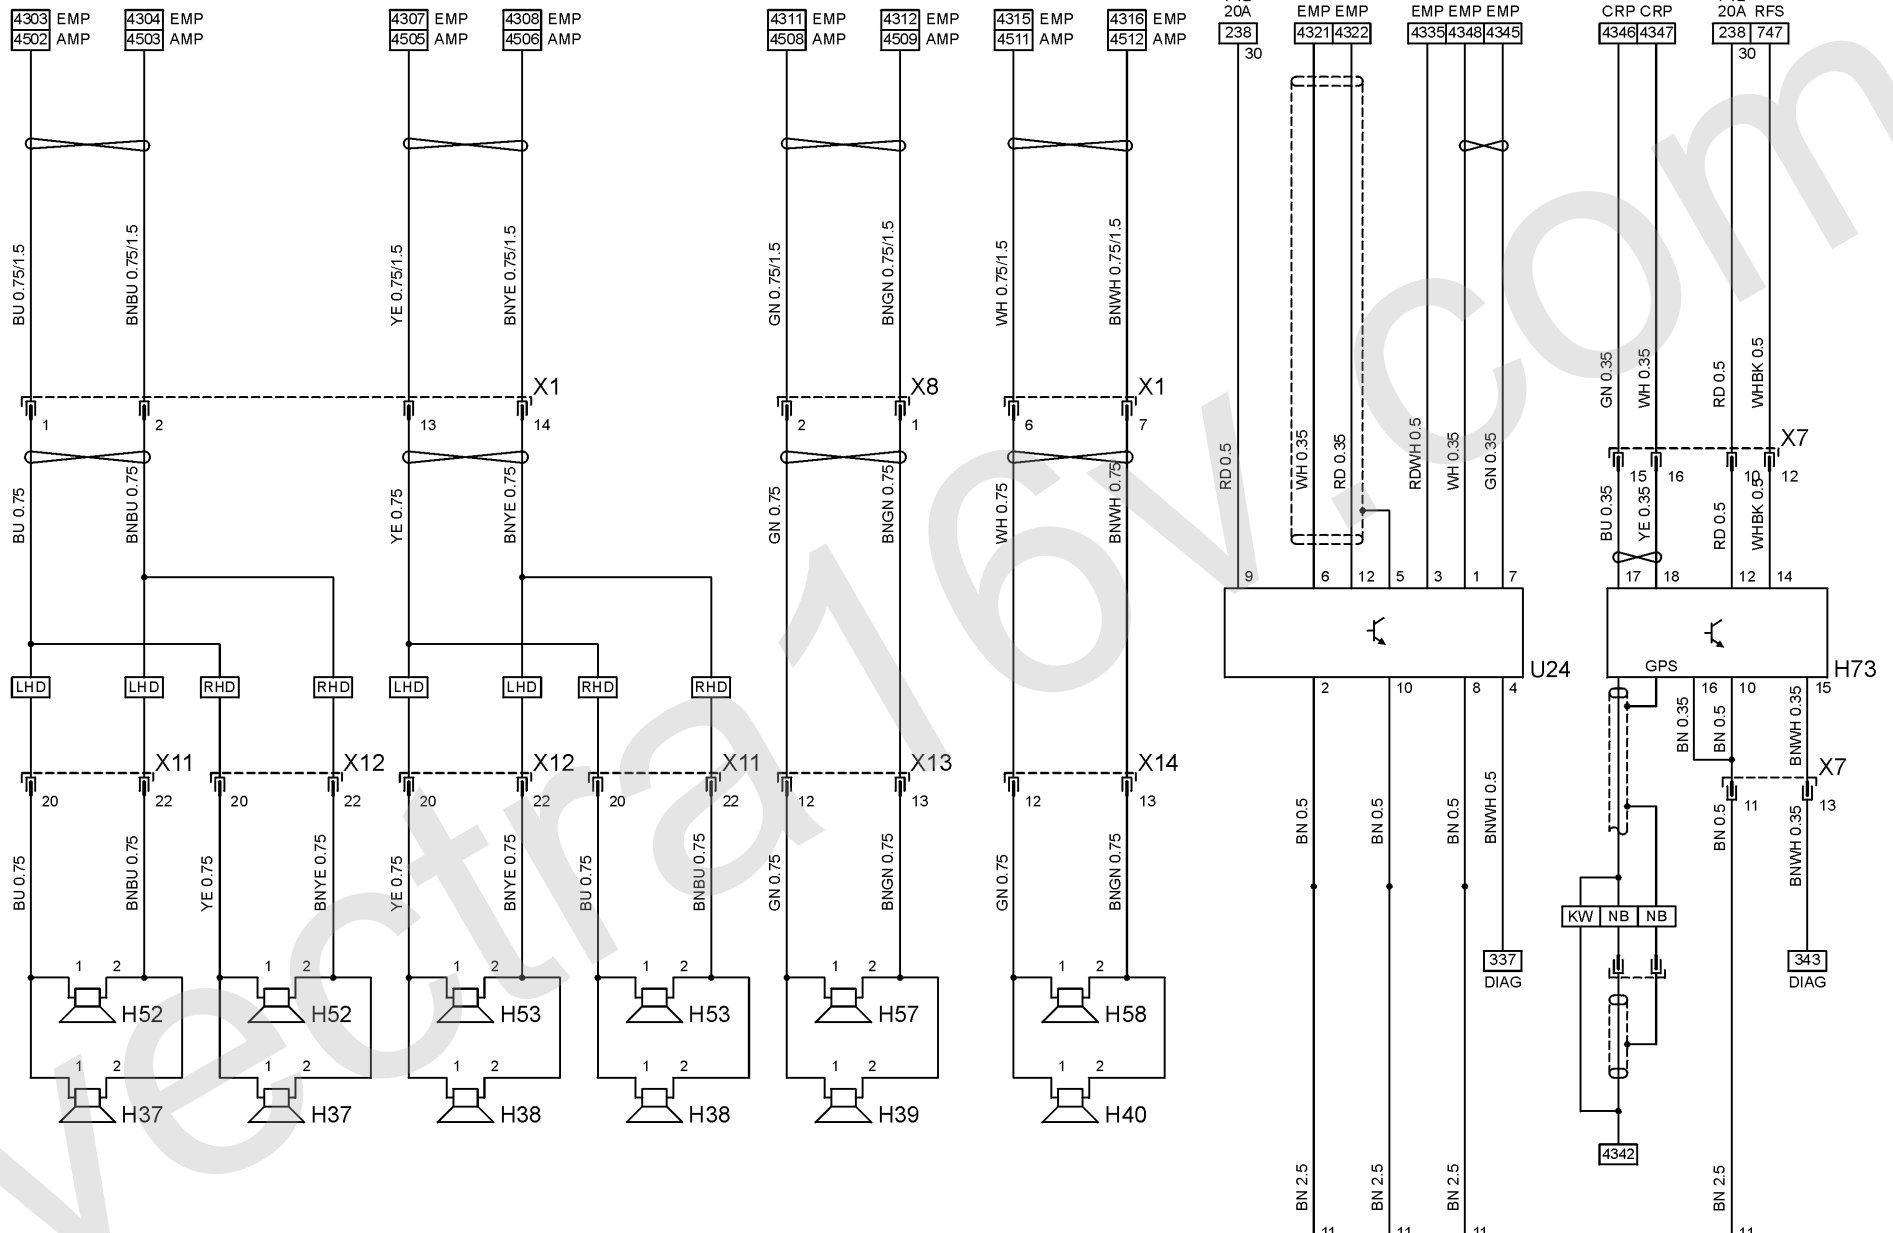 4303 EMP 4304 EMP 4307 EMP 4308 EMP 4311 EMP 4312 EMP 4315 EMP 4316 EMP 20A EMP EMP EMP EMP EMP CRP CRP 20A RFS
4502 AMP 4503 AMP 4505 AMP 4506 AMP 4508 AMP 4509 AMP 4511 AMP 4512 AMP 238 4321 4322 4335 4348 4345 4346 4347 238 747
30 30
BU 0.75/1.5 BNBU 0.75/1.5 YE 0.75/1.5 BNYE 0.75/1.5 GN 0.75/1.5 BNGN 0.75/1.5 WH 0.75/1.5 BNWH 0.75/1.5
GN 0.35 WH 0.35 RD 0.5 WHBK 0.5
X1 X8 X1
1 2 13 14 2 1 6 7
RD 0.5 WH 0.35 RD 0.35 RDWH 0.5 WH 0.35 GN 0.35
X7
15 16 10 12
BU 0.75 BNBU 0.75 YE 0.75 BNYE 0.75 GN 0.75 BNGN 0.75 WH 0.75 BNWH 0.75
BU 0.35 YE 0.35 RD 0.5 WHBK 0.5
9 6 12 5 3 1 7 17 18 12 14
U24
GPS
H73
LHD LHD RHD RHD LHD LHD RHD RHD
2 10 8 4 16 10 15
BN 0.35 BN 0.5 BNWH 0.35
X11 X12 X12 X11 X13 X14 X7
20 22 20 22 20 22 20 22 12 13 12 13 11 13
BU 0.75 BNBU 0.75 YE 0.75 BNYE 0.75 YE 0.75 BNYE 0.75 BU 0.75 BNBU 0.75 GN 0.75 BNGN 0.75 GN 0.75 BNGN 0.75
BN 0.5 BN 0.5 BN 0.5 BNWH 0.5 BN 0.5 BNWH 0.35
KW NB NB
337 343
DIAG DIAG
1 2 1 2 1 2 1 2 1 2 1 2
H52 H52 H53 H53 H57 H58
1 2 1 2 1 2 1 2 1 2 1 2
H37 H37 H38 H38 H39 H40
4342
BN 2.5 BN 2.5 BN 2.5 BN 2.5
11 11 11 11
vectra16v.com